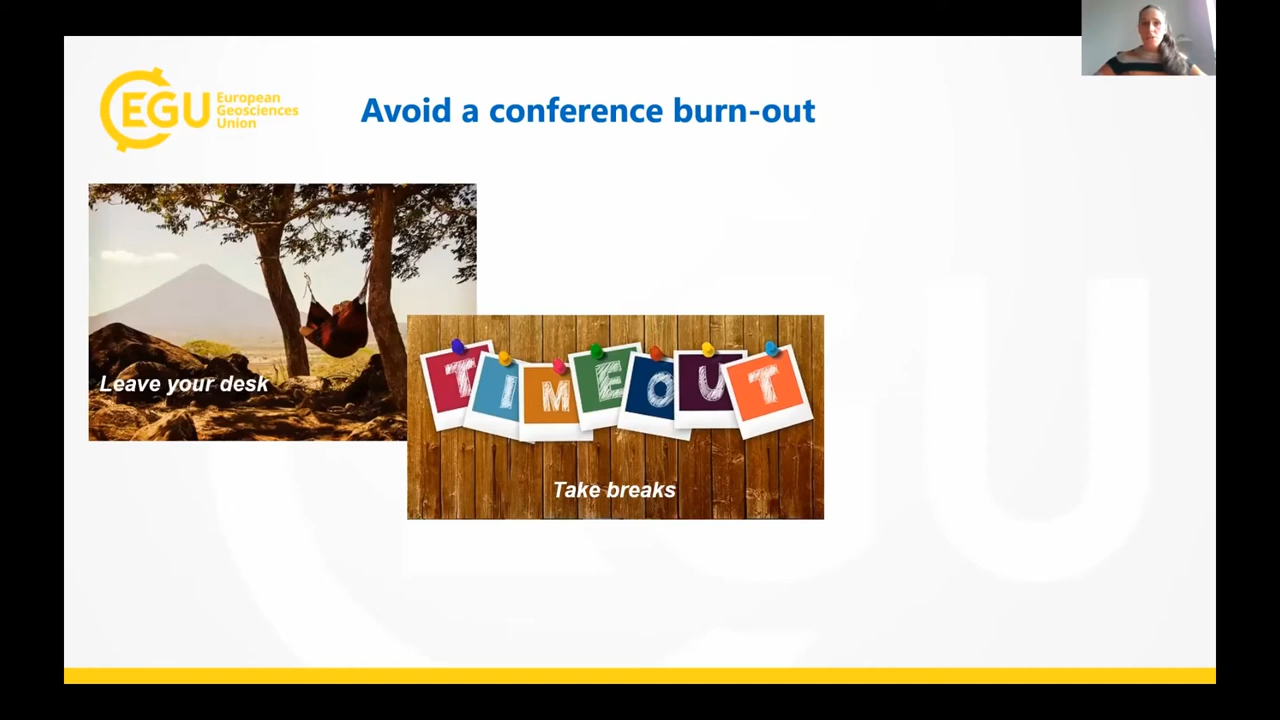 EGU
European
Geosciences
Union
Avoid a conference burn-out
Leave your desk
TIMEOUT
Take breaks